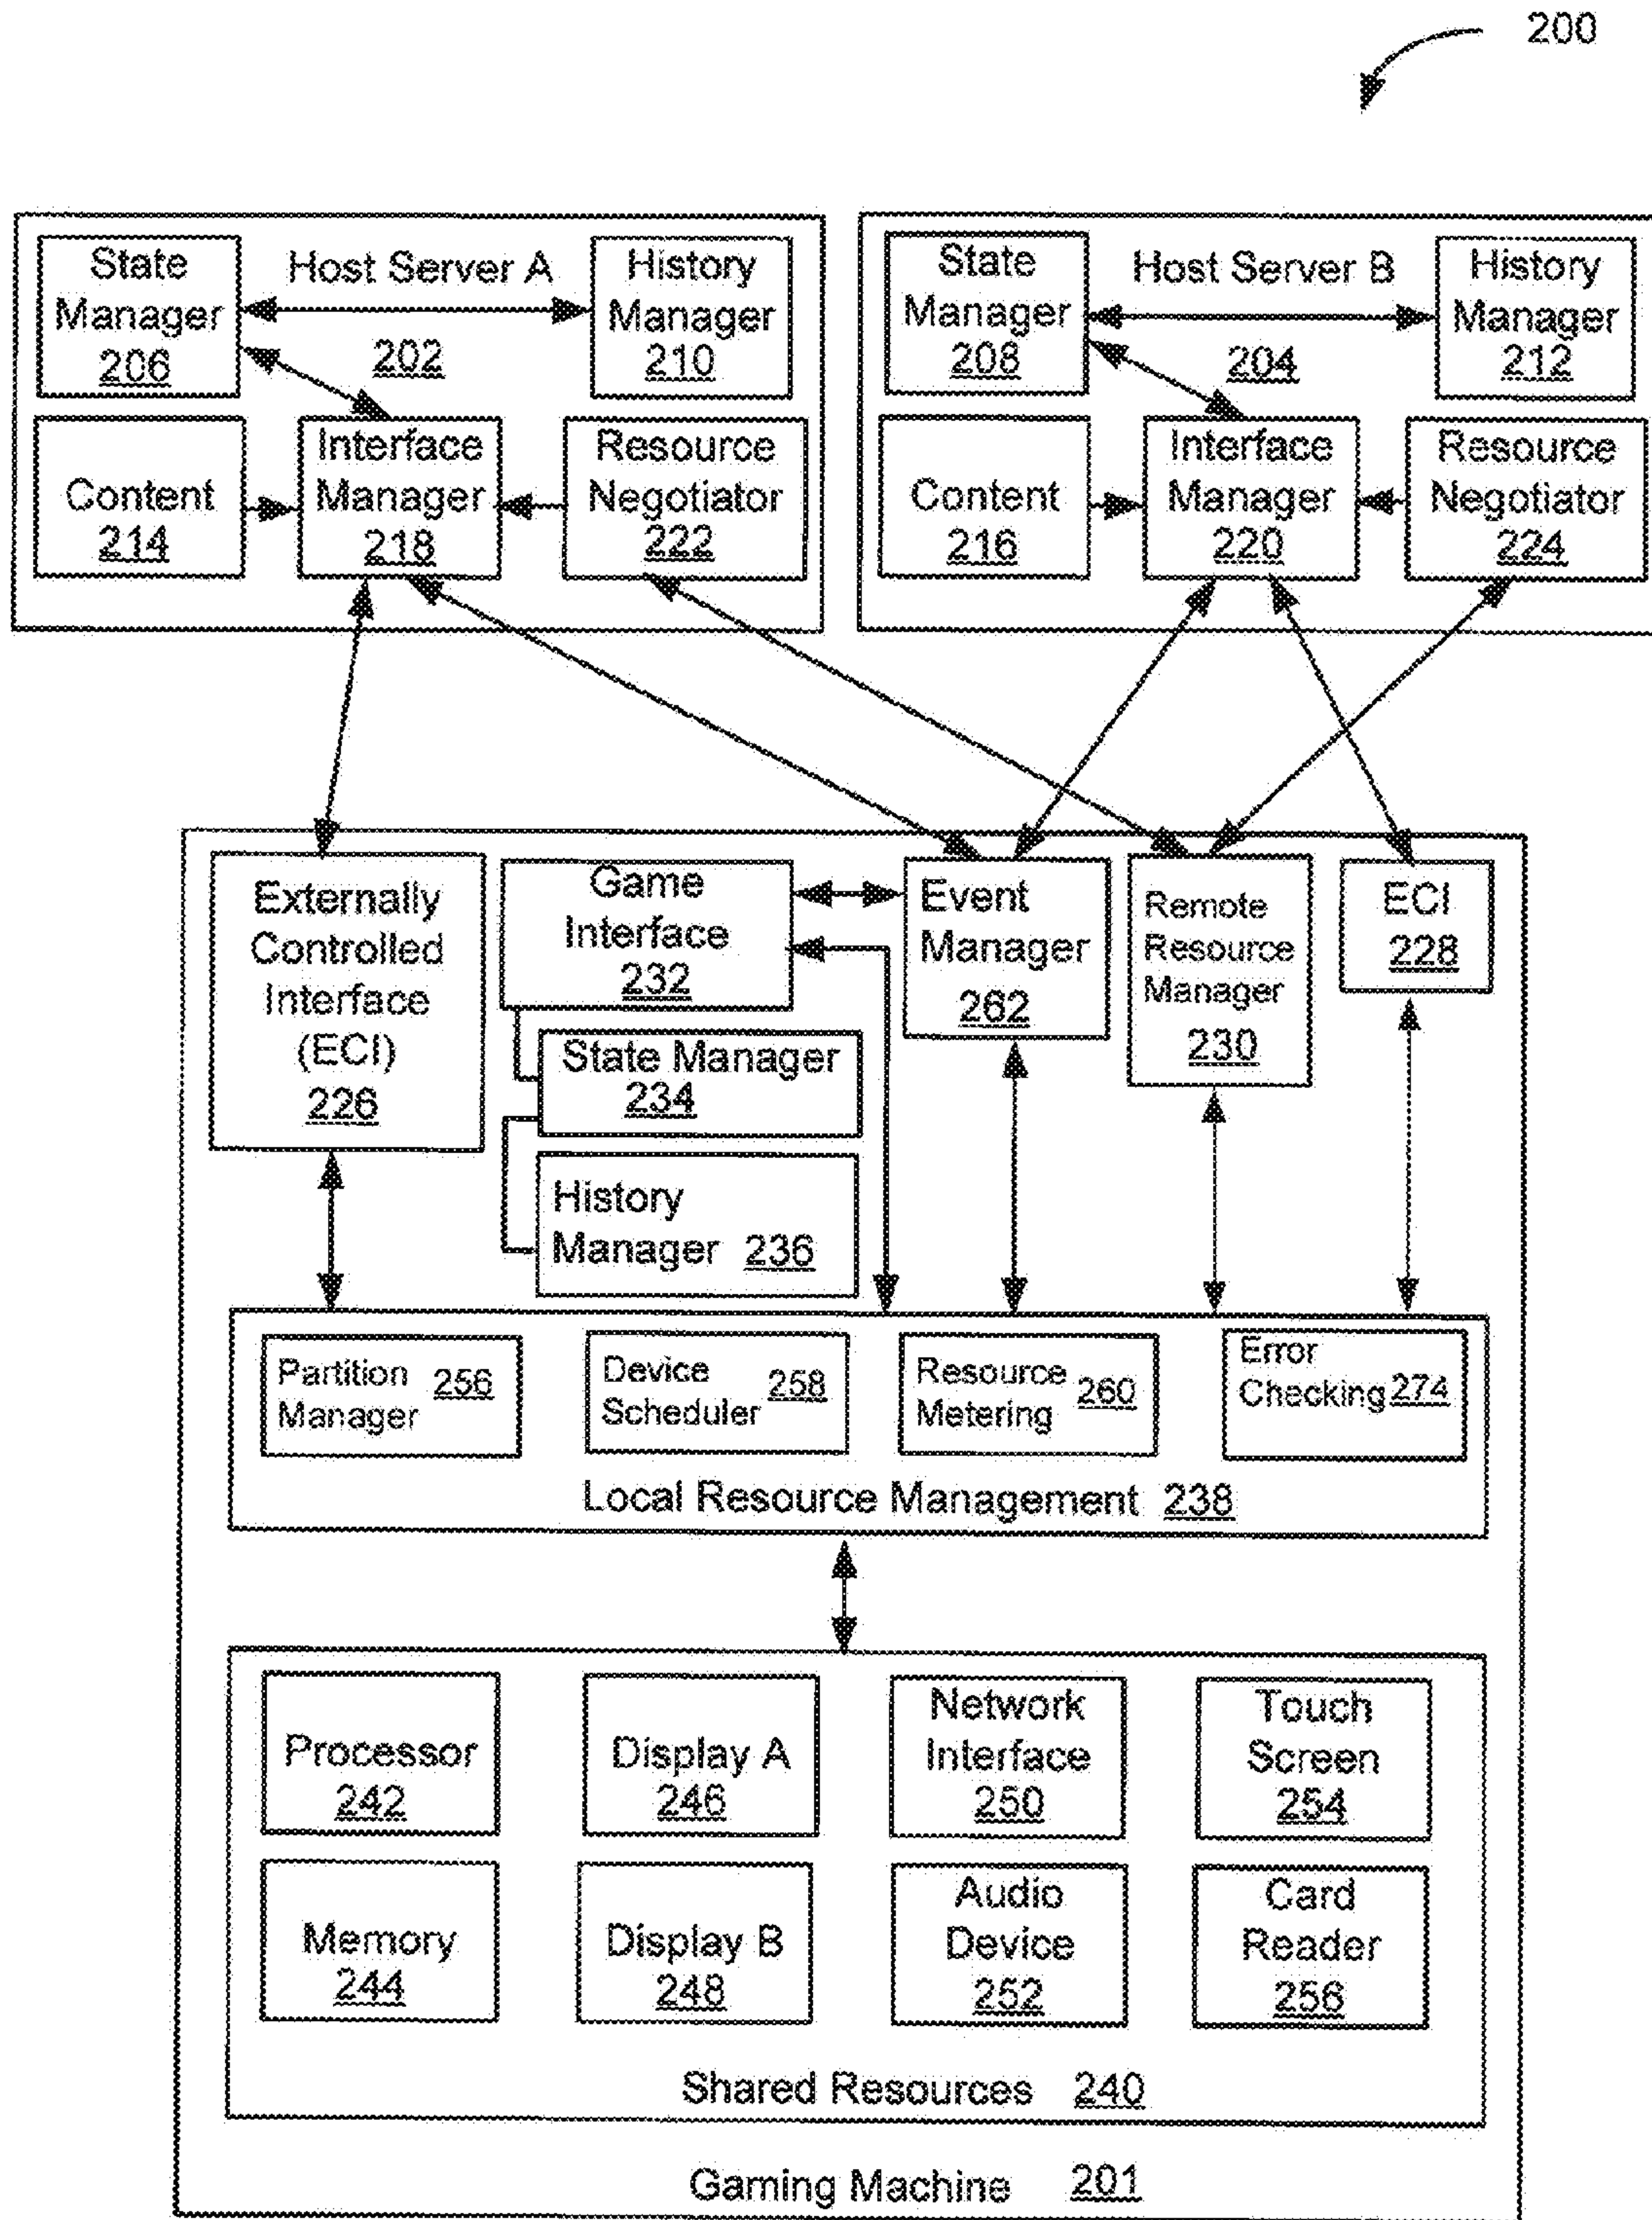 200
State
Manager
206
Host Server A
202
History
Manager
210
Content
214
Interface
Manager
218
Resource
Negotiator
222
State
Manager
208
Host Server B
204
History
Manager
212
Content
216
Interface
Manager
220
Resource
Negotiator
224
Externally
Controlled
Interface
(ECI)
226
Game
Interface
232
State Manager
234
History
Manager 236
Event
Manager
262
Remote
Resource
Manager
230
ECI
228
Partition
Manager 256
Device
Scheduler 258
Resource
Metering 260
Error
Checking 274
Local Resource Management 238
Processor
242
Display A
246
Network
Interface
250
Touch
Screen
254
Memory
244
Display B
248
Audio
Device
252
Card
Reader
256
Shared Resources 240
Gaming Machine 201